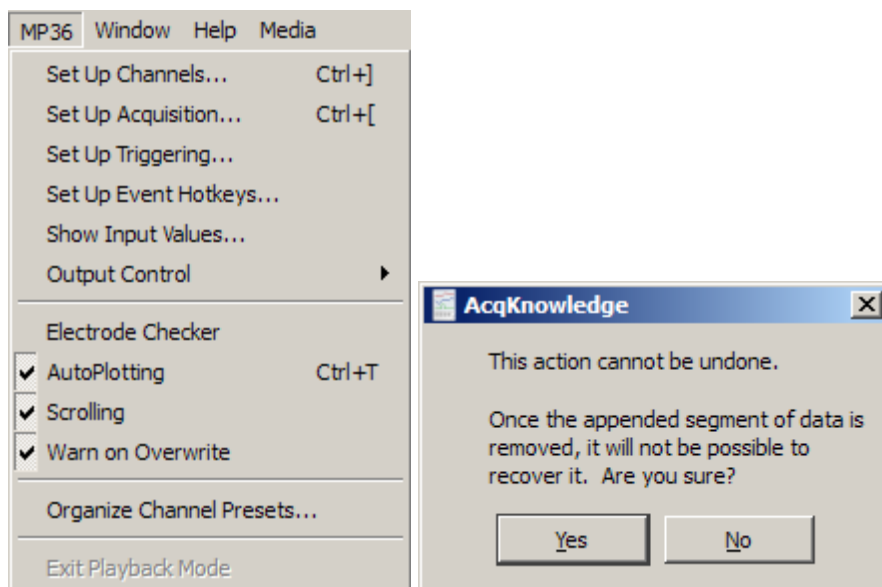 MP36 Window Help Media
Set Up Channels... Ctrl+]
Set Up Acquisition... Ctrl+[
Set Up Triggering...
Set Up Event Hotkeys...
Show Input Values...
Output Control
Electrode Checker
AutoPlotting Ctrl+T
Scrolling
Warn on Overwrite
Organize Channel Presets...
Exit Playback Mode
AcqKnowledge
This action cannot be undone.
Once the appended segment of data is
removed, it will not be possible to
recover it. Are you sure?
Yes No